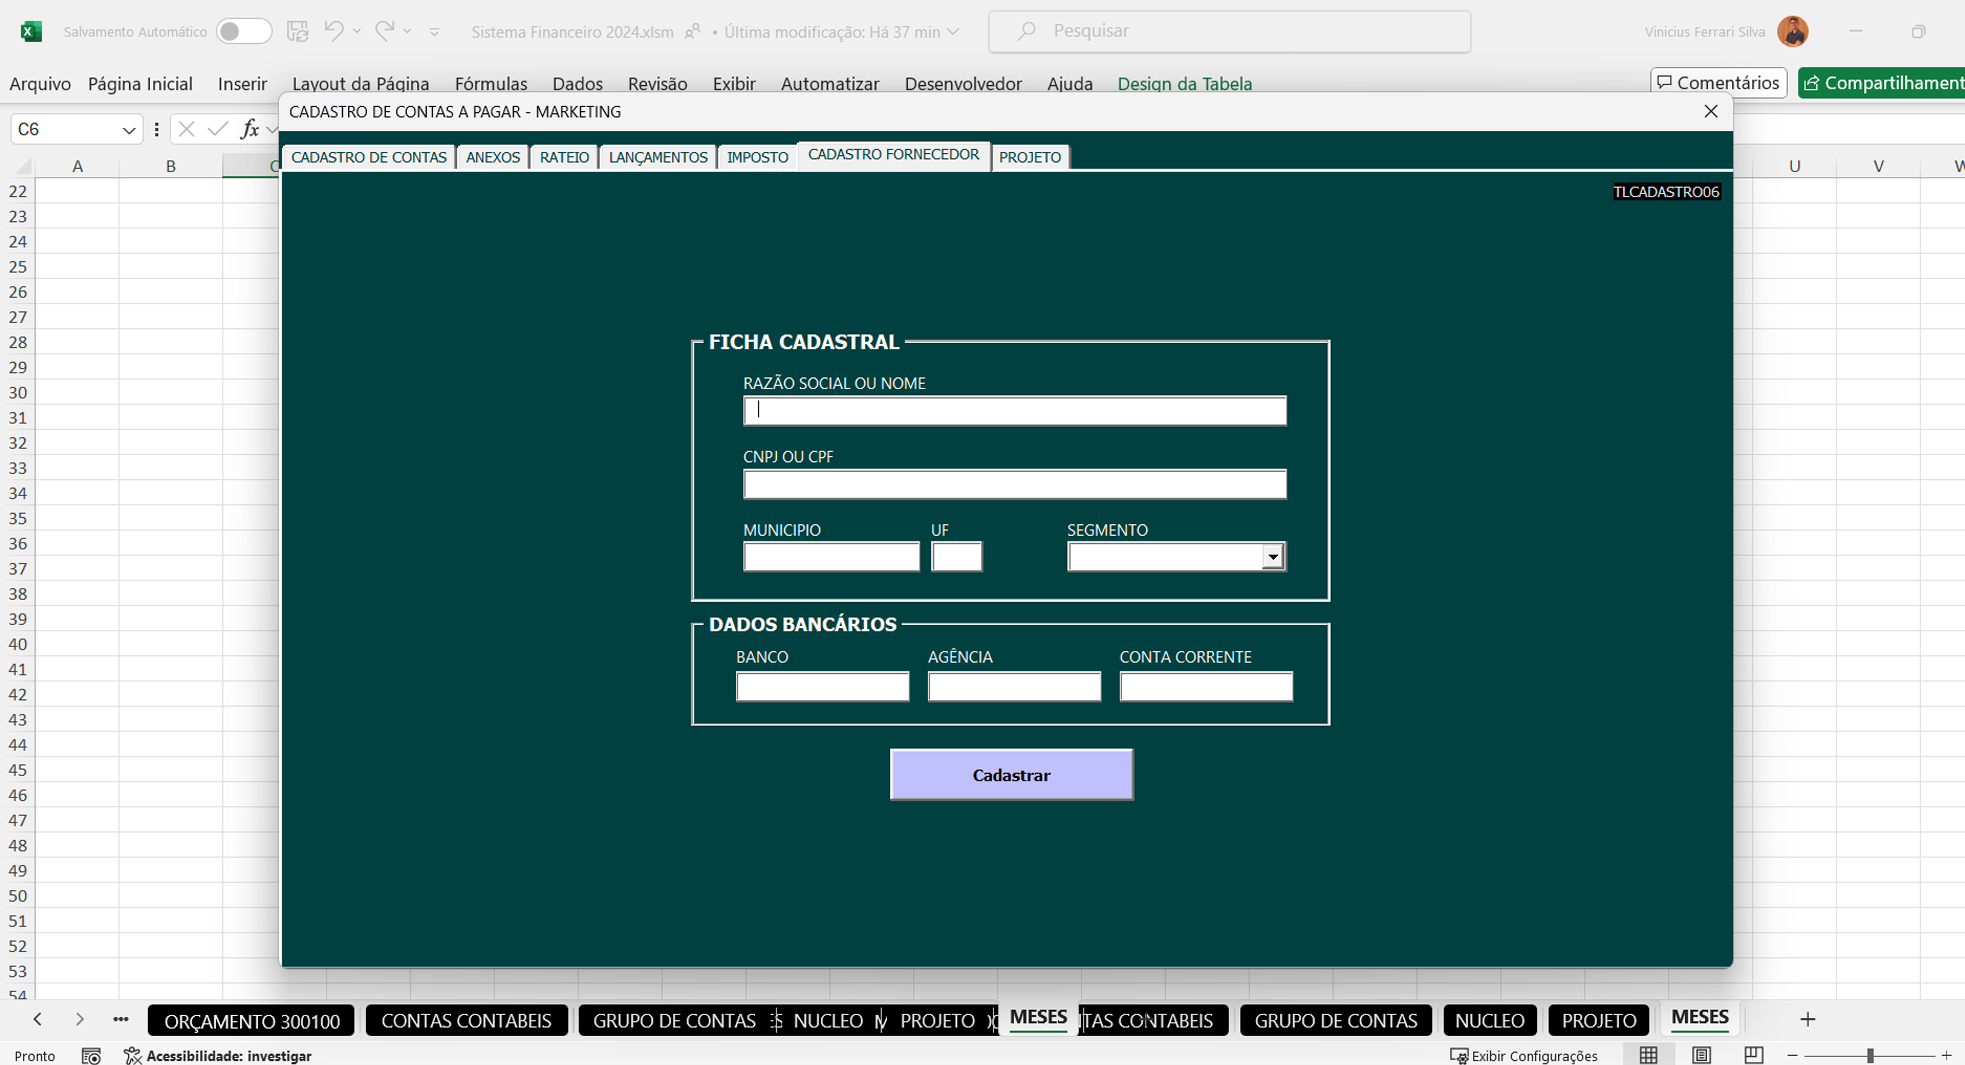 Salvamento Automático
Sistema Financeiro 2024.xlsm • Última modificação: Há 37 min
Pesquisar
Vinicius Ferrari Silva
Arquivo Página Inicial Inserir Layout da Página Fórmulas Dados Revisão Exibir Automatizar Desenvolvedor Ajuda Design da Tabela
Comentários
Compartilhament
CADASTRO DE CONTAS A PAGAR - MARKETING
C6
fx
CADASTRO DE CONTAS ANEXOS RATEIO LANÇAMENTOS IMPOSTO CADASTRO FORNECEDOR PROJETO
A B C U V W
TLCADASTRO06
22
23
24
25
26
27
28
29
30
31
32
33
34
35
36
37
38
39
40
41
42
43
44
45
46
47
48
49
50
51
52
53
54
FICHA CADASTRAL
RAZÃO SOCIAL OU NOME
CNPJ OU CPF
MUNICIPIO UF SEGMENTO
DADOS BANCÁRIOS
BANCO AGÊNCIA CONTA CORRENTE
Cadastrar
ORÇAMENTO 300100 CONTAS CONTABEIS GRUPO DE CONTAS NUCLEO PROJETO MESES TAS CONTABEIS GRUPO DE CONTAS NUCLEO PROJETO MESES
Pronto
Acessibilidade: investigar
Exibir Configurações